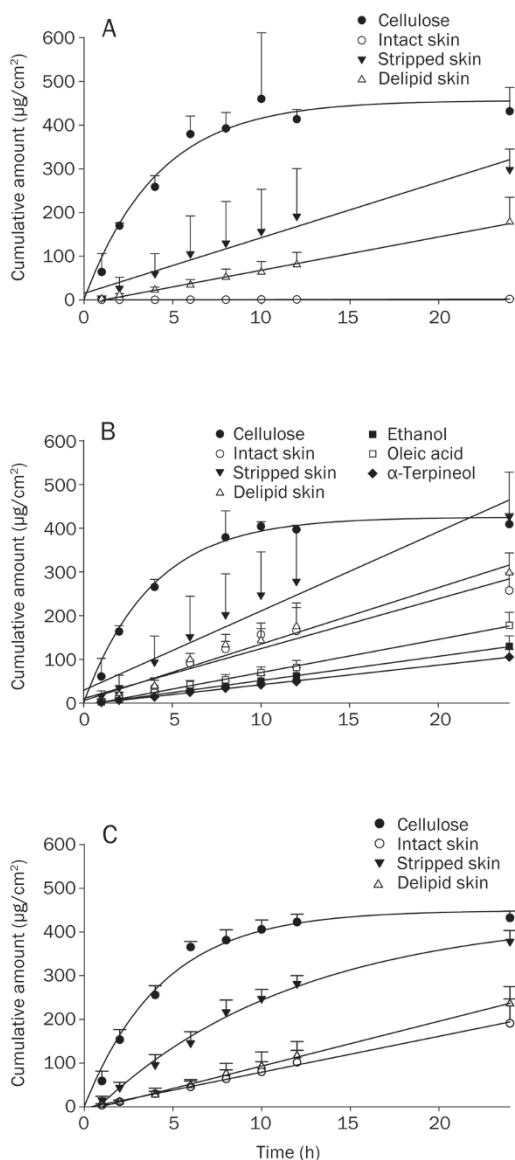 A
Cellulose
Intact skin
Stripped skin
Delipid skin
Cumulative amount (µg/cm²)
600
500
400
300
200
100
0
0 5 10 15 20
B
Cellulose
Intact skin
Stripped skin
Delipid skin
Ethanol
Oleic acid
α-Terpineol
Cumulative amount (µg/cm²)
600
500
400
300
200
100
0
0 5 10 15 20
C
Cellulose
Intact skin
Stripped skin
Delipid skin
Cumulative amount (µg/cm²)
600
500
400
300
200
100
0
0 5 10 15 20
Time (h)